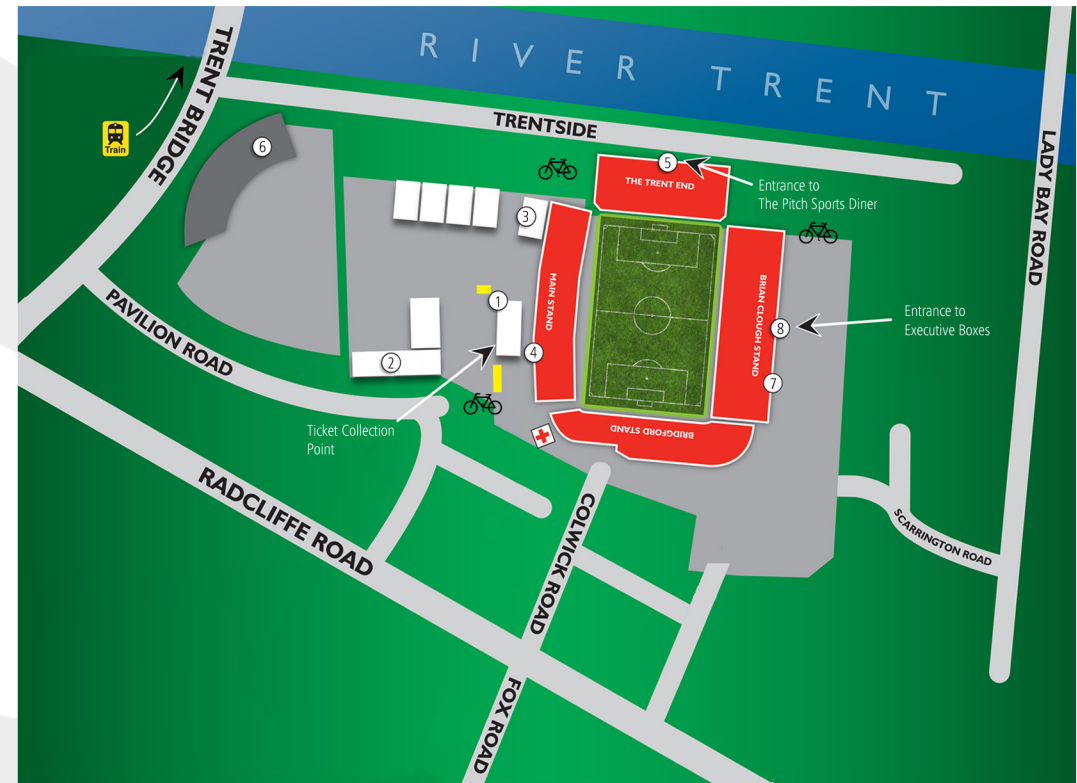 RIVER TRENT
TRENT BRIDGE
TRENTSIDE
LADY BAY ROAD
Train
6
5
THE TRENT END
Entrance to
The Pitch Sports Diner
3
MAIN STAND
BRIAN CLOUGH STAND
1
Entrance to
Executive Boxes
8
PAVILION ROAD
4
2
7
Ticket Collection
Point
BRIDGFORD STAND
RADCLIFFE ROAD
COLWICK ROAD
SCARRINGTON ROAD
FOX ROAD